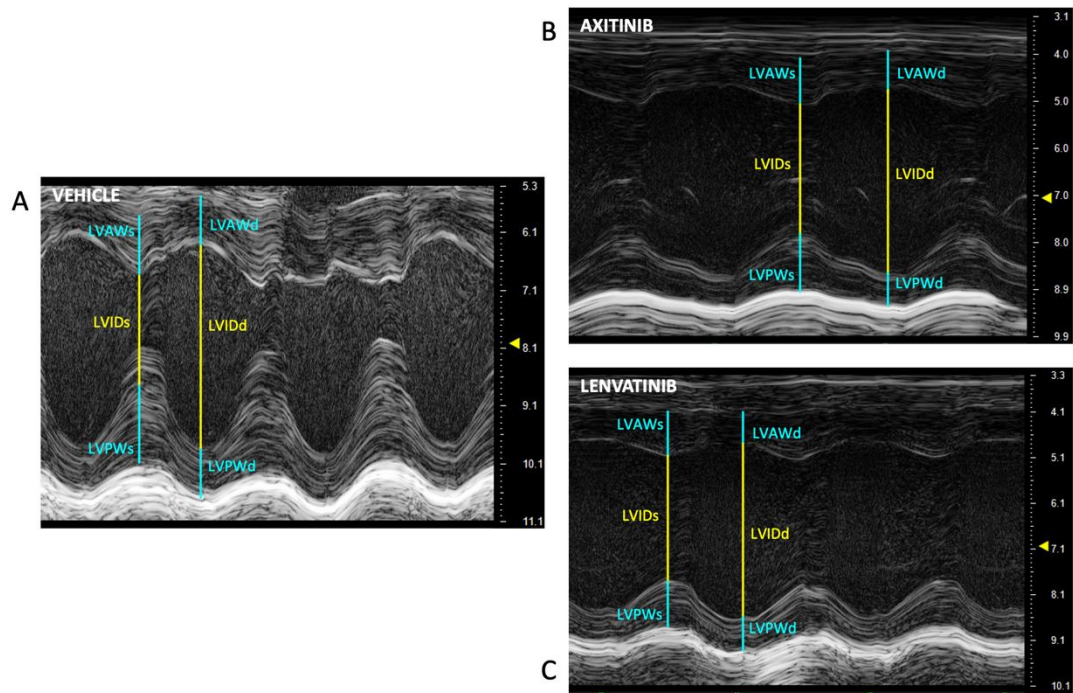 A
VEHICLE
LVAWs
LVAWd
LVIDs
LVIDd
LVPWs
LVPWd
5.3
6.1
7.1
8.1
9.1
10.1
11.1
B
AXITINIB
LVAWs
LVAWd
LVIDs
LVIDd
LVPWs
LVPWd
3.1
4.0
5.0
6.0
7.0
8.0
8.9
9.9
C
LENVATINIB
LVAWs
LVAWd
LVIDs
LVIDd
LVPWs
LVPWd
3.3
4.1
5.1
6.1
7.1
8.1
9.1
10.1